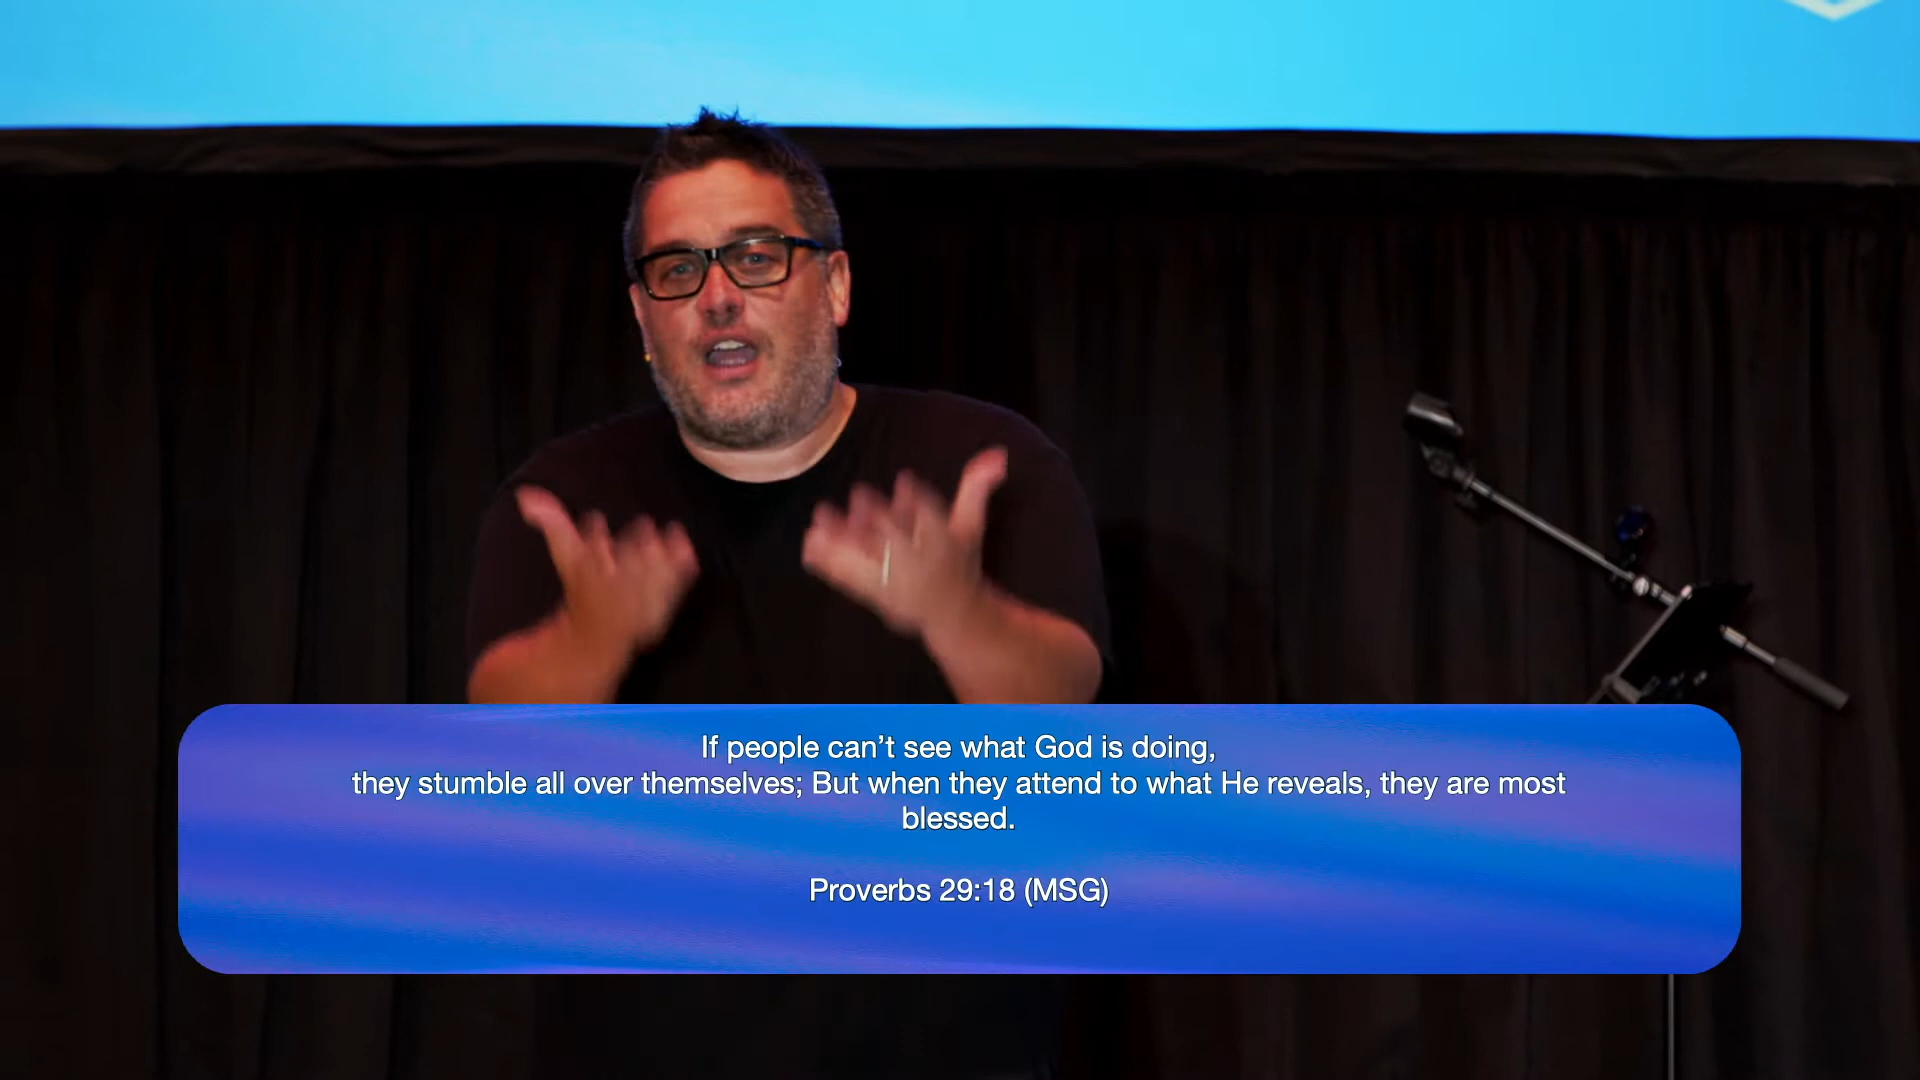 If people can’t see what God is doing,
they stumble all over themselves; But when they attend to what He reveals, they are most
blessed.
Proverbs 29:18 (MSG)